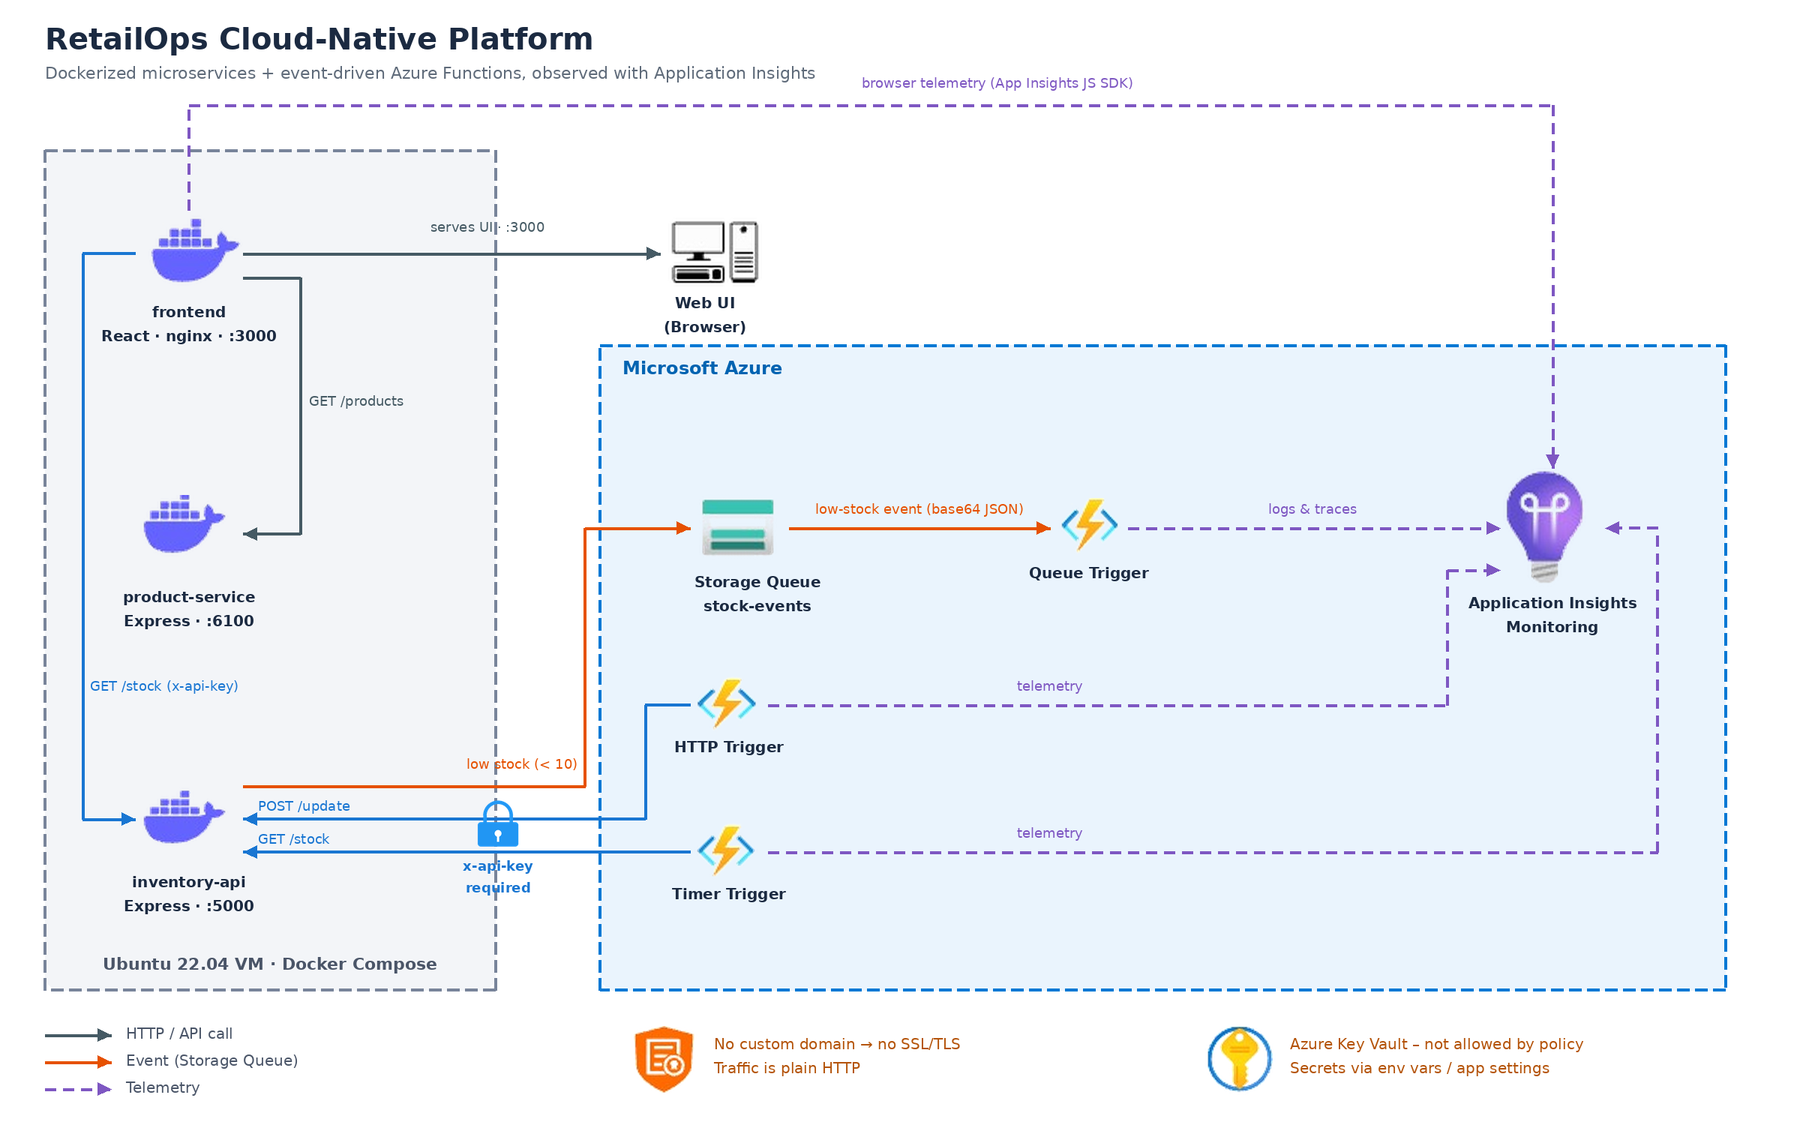 RetailOps Cloud-Native Platform
Dockerized microservices + event-driven Azure Functions, observed with Application Insights
browser telemetry (App Insights JS SDK)
serves UI · :3000
frontend
React · nginx · :3000
Web UI
(Browser)
GET /products
Microsoft Azure
low-stock event (base64 JSON)
logs & traces
Storage Queue
stock-events
Queue Trigger
Application Insights
Monitoring
product-service
Express · :6100
GET /stock (x-api-key)
telemetry
HTTP Trigger
low stock (< 10)
POST /update
GET /stock
x-api-key
required
telemetry
Timer Trigger
inventory-api
Express · :5000
Ubuntu 22.04 VM · Docker Compose
HTTP / API call
Event (Storage Queue)
Telemetry
No custom domain → no SSL/TLS
Traffic is plain HTTP
Azure Key Vault – not allowed by policy
Secrets via env vars / app settings